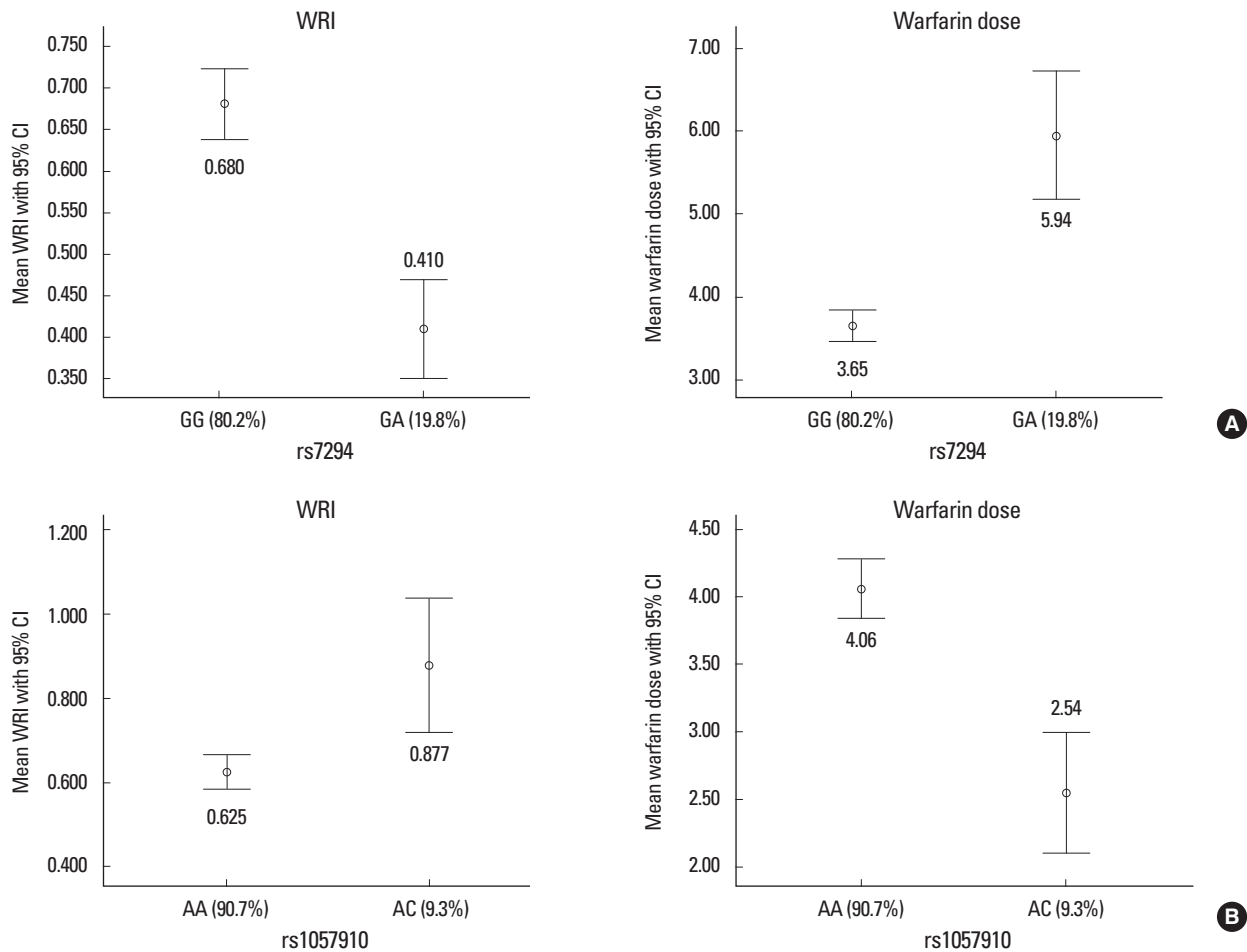 WRI
Mean WRI with 95% CI
0.750
0.700
0.650
0.600
0.550
0.500
0.450
0.400
0.350
0.680
0.410
GG (80.2%) GA (19.8%)
rs7294
Warfarin dose
Mean warfarin dose with 95% CI
7.00
6.00
5.00
4.00
3.00
5.94
3.65
GG (80.2%) GA (19.8%)
rs7294
A
WRI
Mean WRI with 95% CI
1.200
1.000
0.800
0.600
0.400
0.877
0.625
AA (90.7%) AC (9.3%)
rs1057910
Warfarin dose
Mean warfarin dose with 95% CI
4.50
4.00
3.50
3.00
2.50
2.00
4.06
2.54
AA (90.7%) AC (9.3%)
rs1057910
B